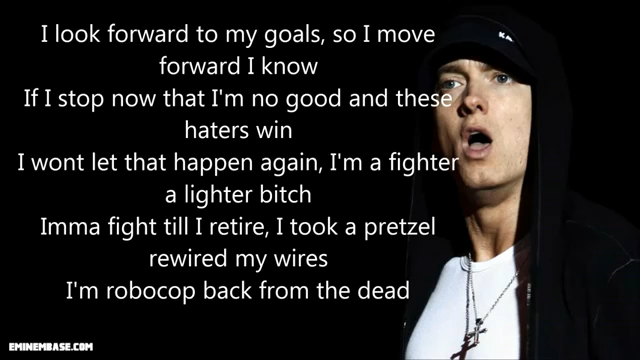 I look forward to my goals, so I move
forward I know
If I stop now that I'm no good and these
haters win
I wont let that happen again, I'm a fighter
a lighter bitch
Imma fight till I retire, I took a pretzel
rewired my wires
I'm robocop back from the dead
EMINEMBASE.COM